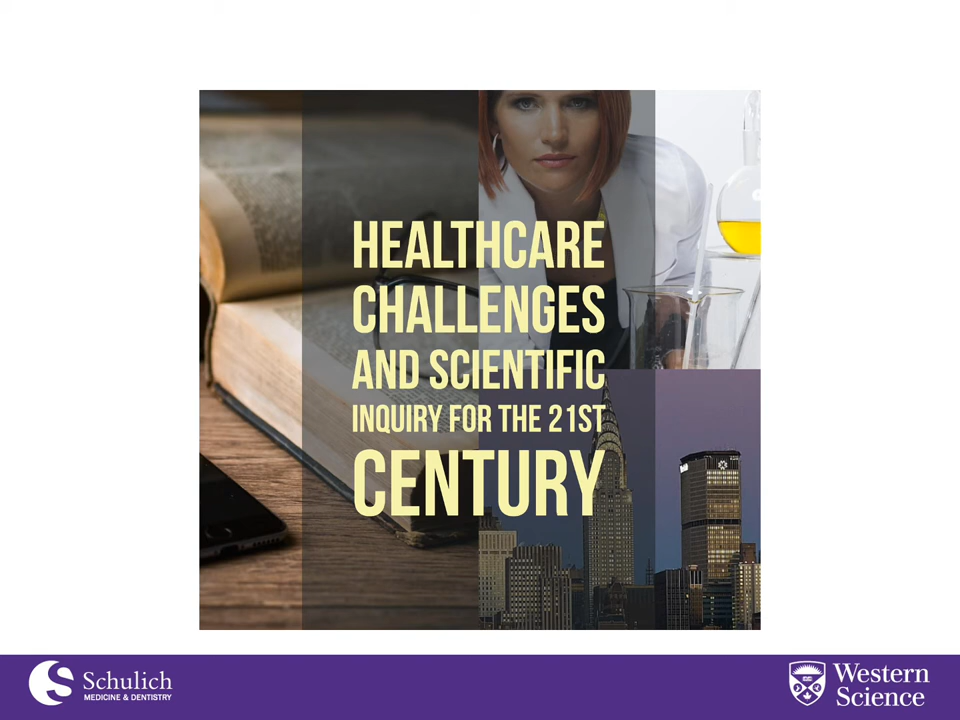 HEALTHCARE
CHALLENGES
AND SCIENTIFIC
INQUIRY FOR THE 21ST
CENTURY
Schulich
MEDICINE & DENTISTRY
Western
Science